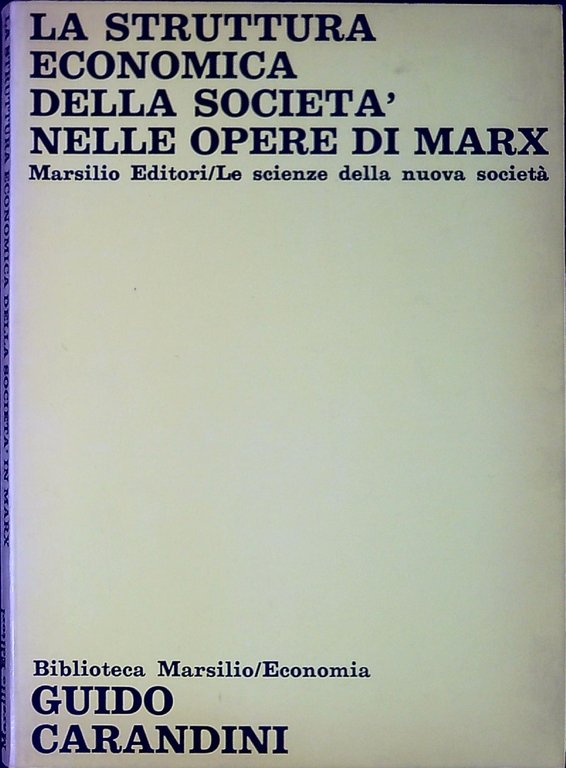 LA STRUTTURA
ECONOMICA
DELLA SOCIETA'
NELLE OPERE DI MARX
Marsilio Editori/Le scienze della nuova società
Biblioteca Marsilio/Economia
GUIDO
CARANDINI
LA STRUTTURA ECONOMICA DELLA SOCIETA' IN MARX